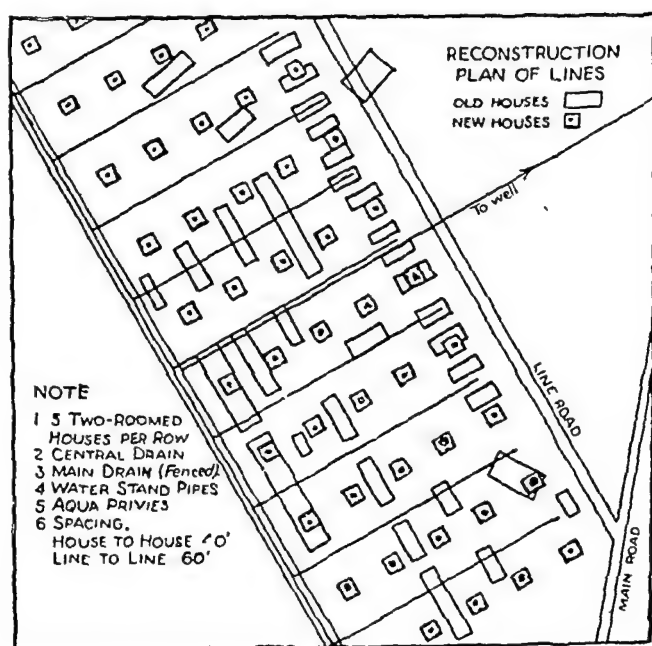 RECONSTRUCTION
PLAN OF LINES
OLD HOUSES
NEW HOUSES
To well
LINE ROAD
MAIN ROAD
NOTE
1 5 TWO-ROOMED
HOUSES PER ROW
2 CENTRAL DRAIN
3 MAIN DRAIN (Fenced)
4 WATER STAND PIPES
5 AQUA PRIVIES
6 SPACING.
HOUSE TO HOUSE
LINE TO LINE 60'